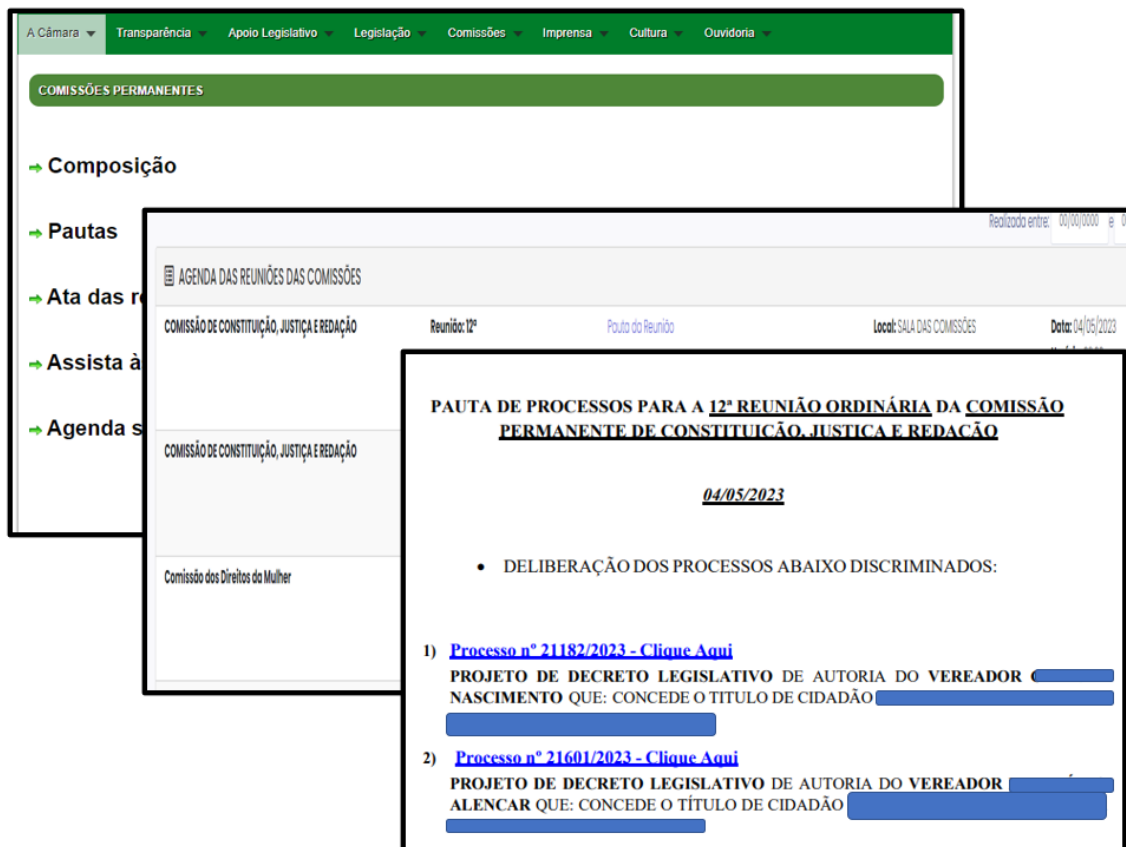 A Câmara Transparência Apoio Legislativo Legislação Comissões Imprensa Cultura Ouvidoria
COMISSÕES PERMANENTES
Composição
Pautas
Ata das
Assista à
Agenda
Realizada entre: 00/00/0000 e
AGENDA DAS REUNIÕES DAS COMISSÕES
COMISSÃO DE CONSTITUIÇÃO, JUSTIÇA E REDAÇÃO Reunião: 12ª Pauta da Reunião Local: SALA DAS COMISSÕES Data: 04/05/2023
COMISSÃO DE CONSTITUIÇÃO, JUSTIÇA E REDAÇÃO
Comissão dos Direitos da Mulher
PAUTA DE PROCESSOS PARA A 12ª REUNIÃO ORDINÁRIA DA COMISSÃO
PERMANENTE DE CONSTITUIÇÃO, JUSTIÇA E REDAÇÃO
04/05/2023
• DELIBERAÇÃO DOS PROCESSOS ABAIXO DISCRIMINADOS:
1) Processo nº 21182/2023 - Clique Aqui
PROJETO DE DECRETO LEGISLATIVO DE AUTORIA DO VEREADOR
NASCIMENTO QUE: CONCEDE O TITULO DE CIDADÃO
2) Processo nº 21601/2023 - Clique Aqui
PROJETO DE DECRETO LEGISLATIVO DE AUTORIA DO VEREADOR
ALENCAR QUE: CONCEDE O TÍTULO DE CIDADÃO